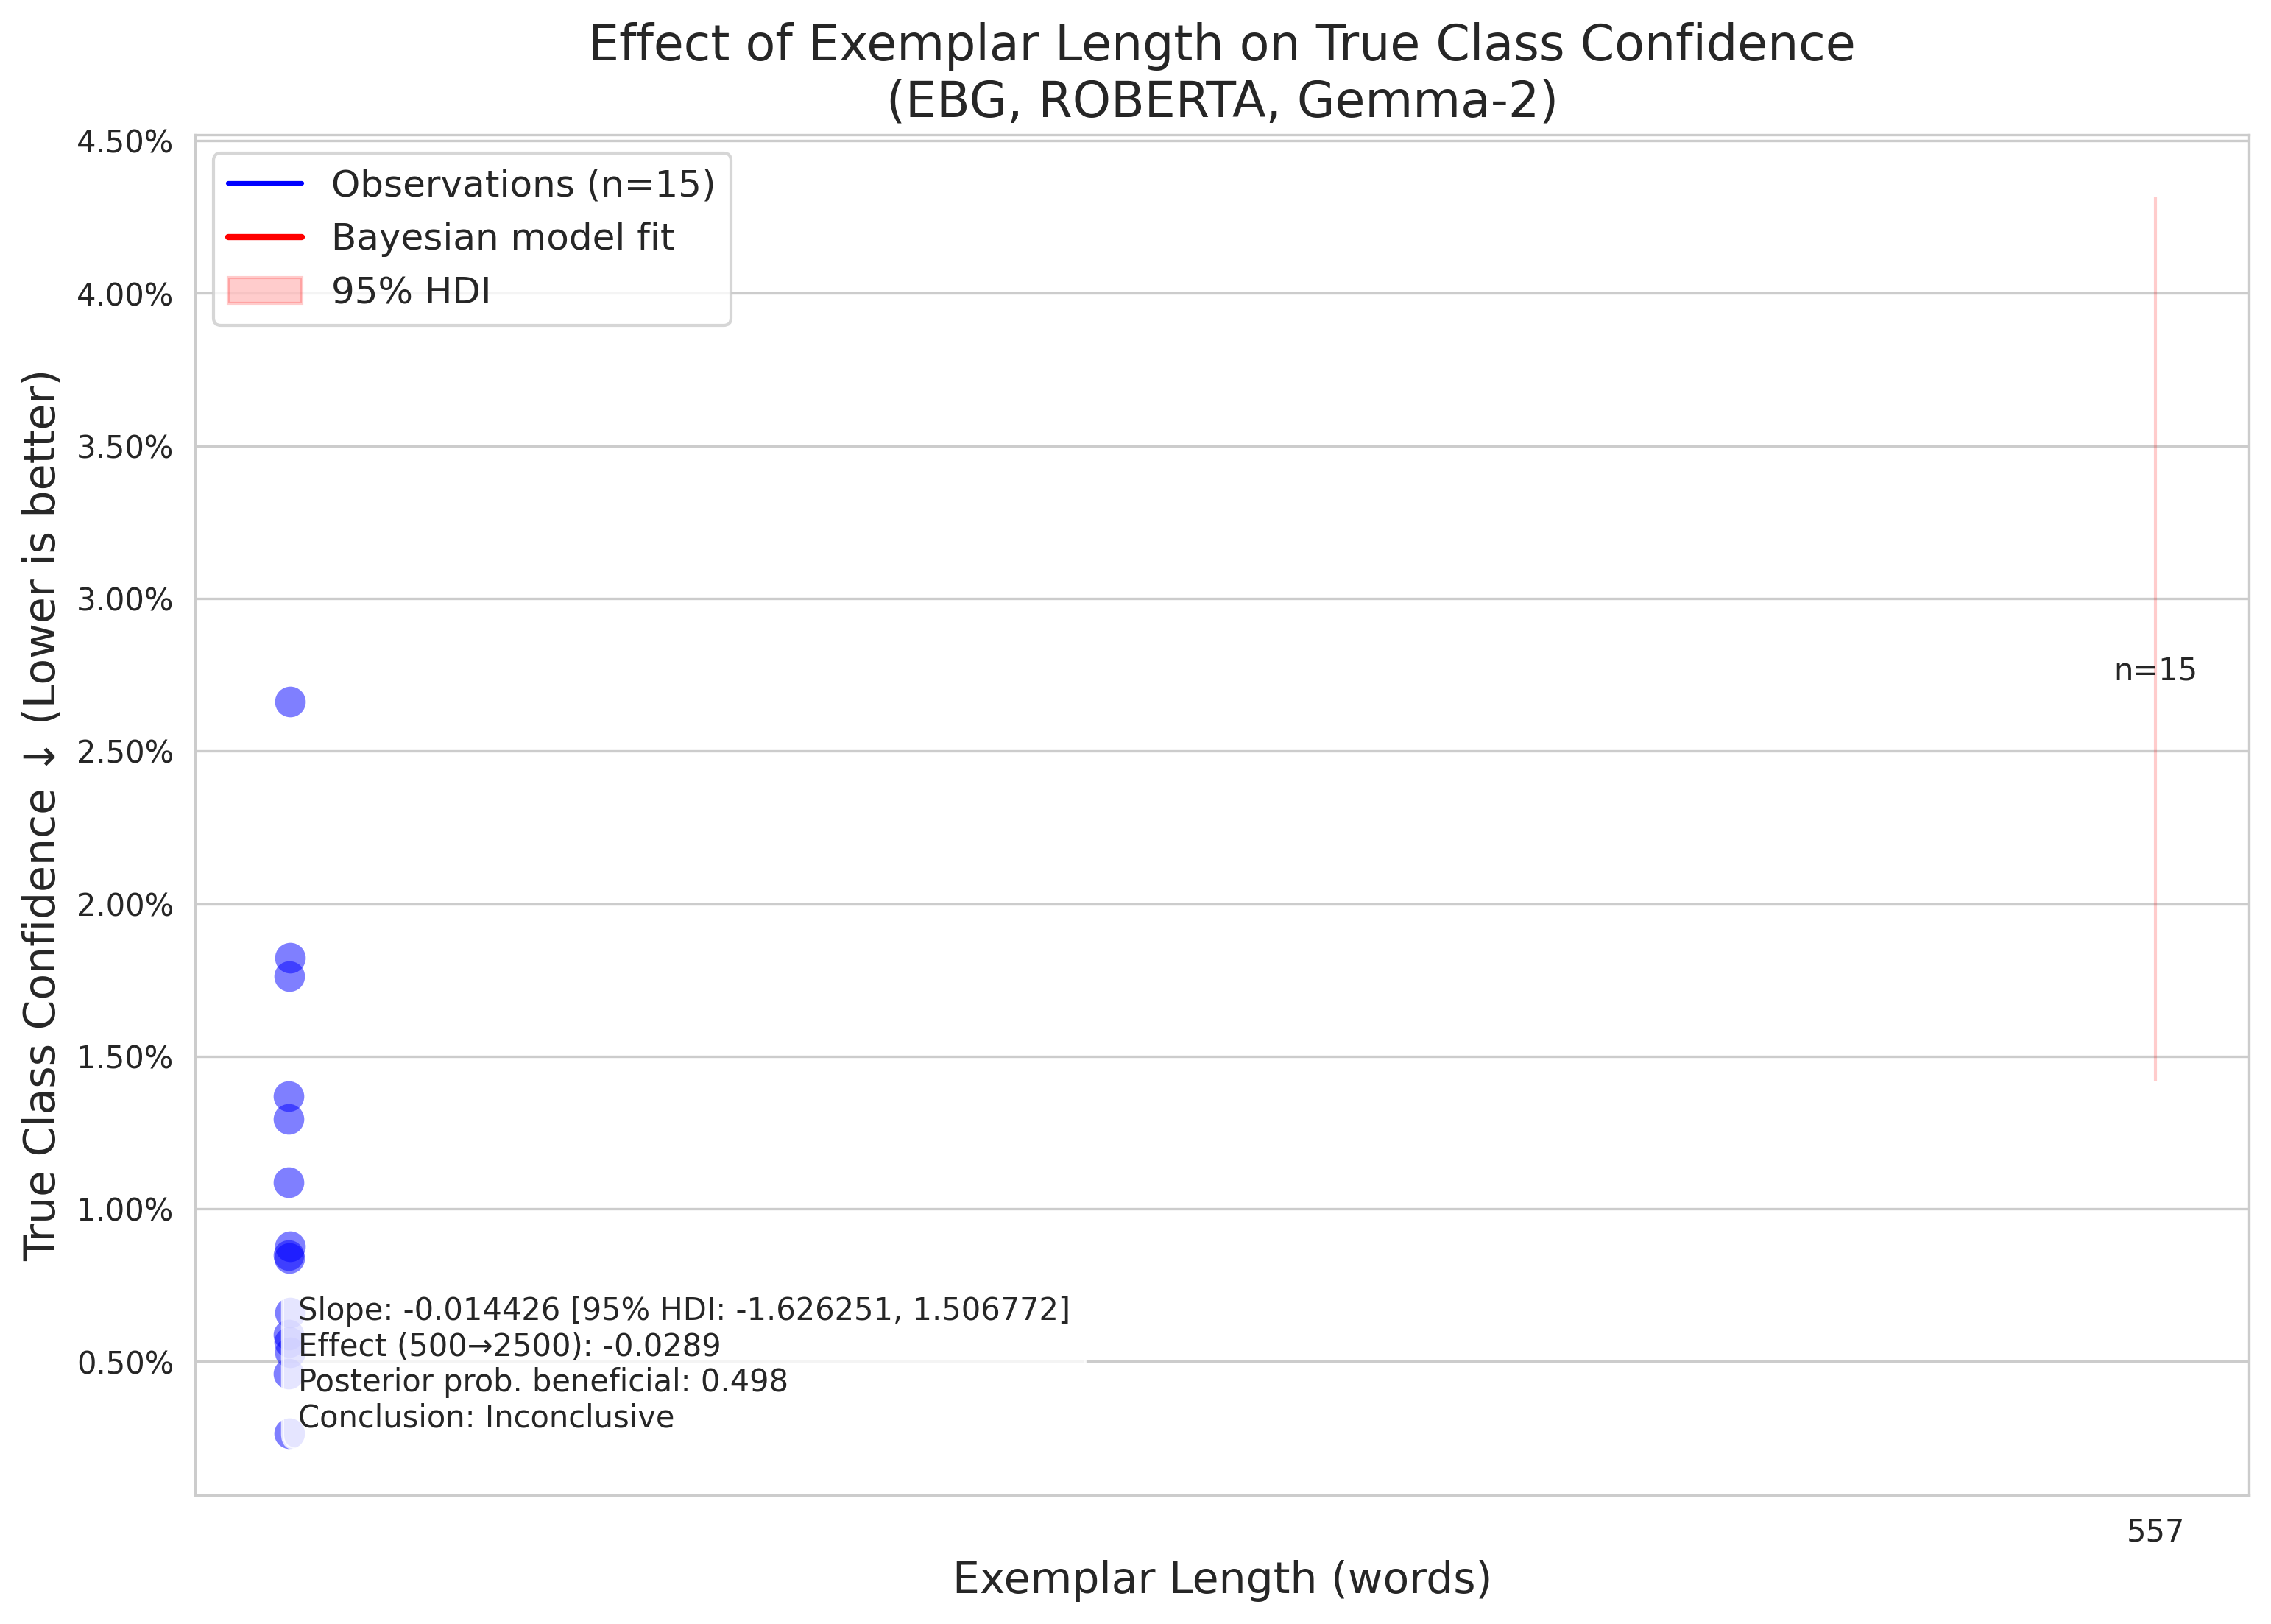 Effect of Exemplar Length on True Class Confidence
(EBG, ROBERTA, Gemma-2)
True Class Confidence ↓ (Lower is better)
4.50%
4.00%
3.50%
3.00%
2.50%
2.00%
1.50%
1.00%
0.50%
Observations (n=15)
Bayesian model fit
95% HDI
n=15
Slope: -0.014426 [95% HDI: -1.626251, 1.506772]
Effect (500→2500): -0.0289
Posterior prob. beneficial: 0.498
Conclusion: Inconclusive
557
Exemplar Length (words)